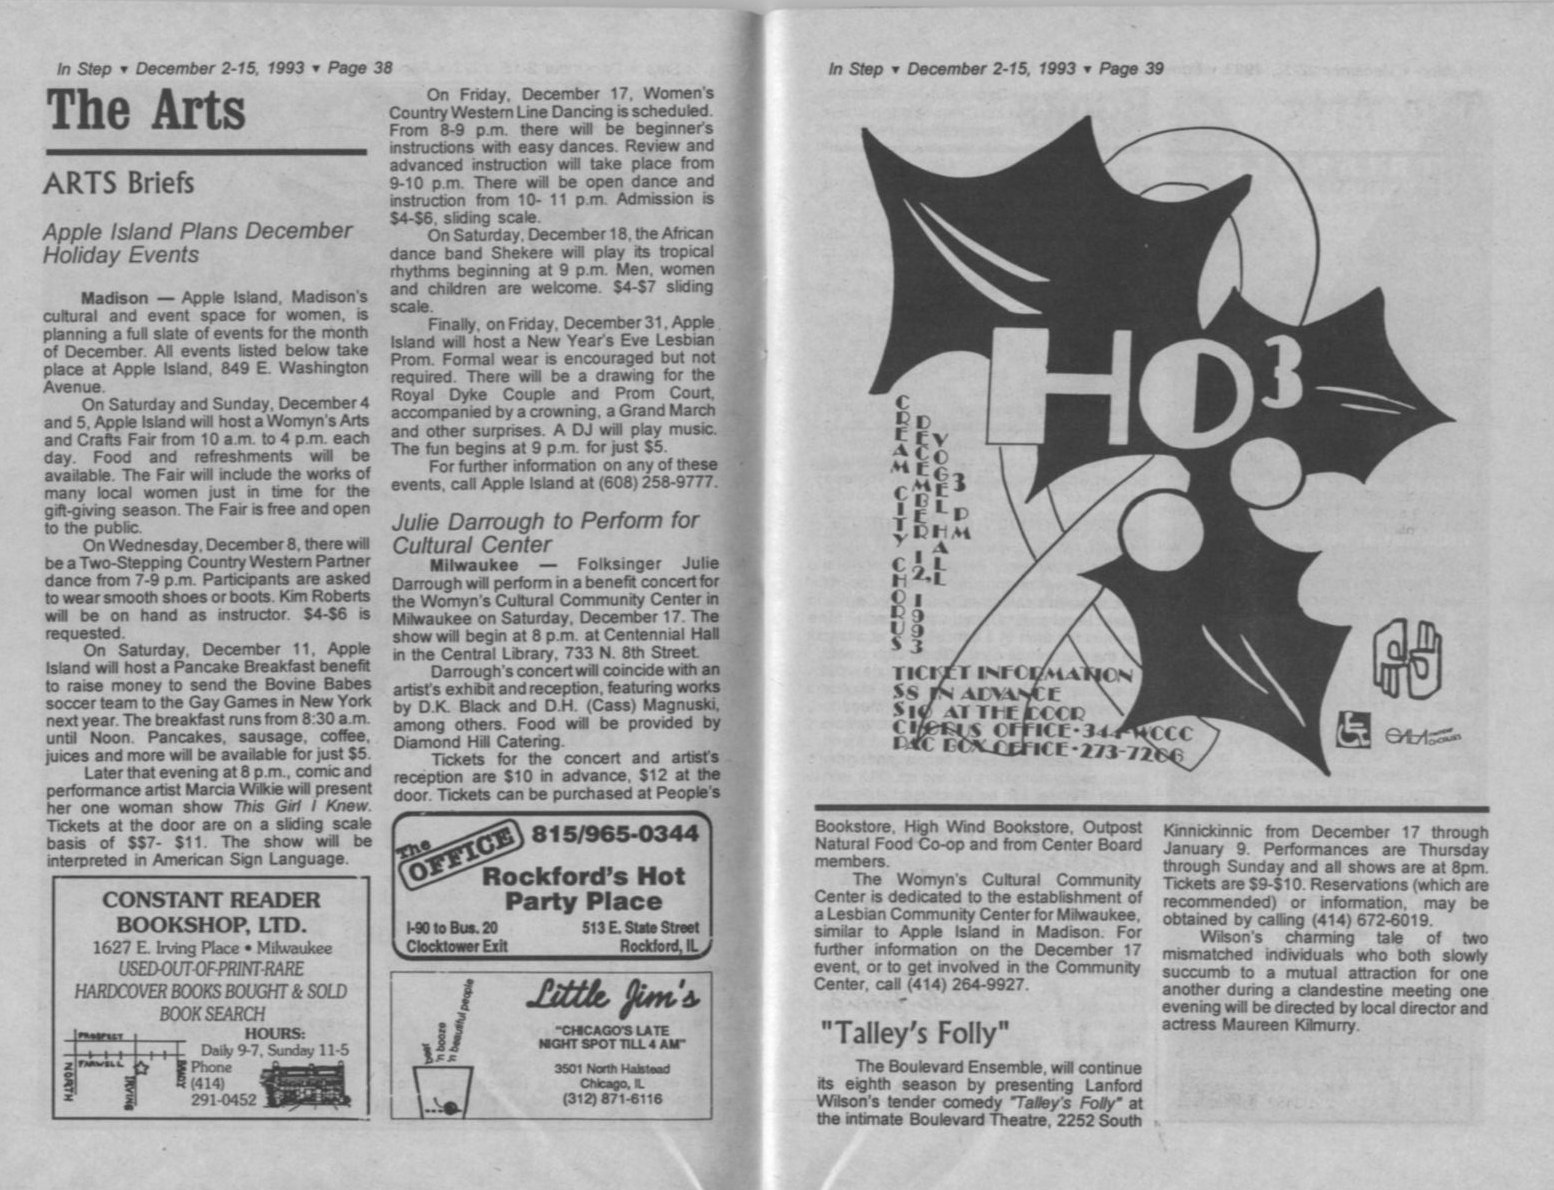 In Step ▾ December 2-15, 1993 ▾ Page 38
The Arts
ARTS Briefs
Apple Island Plans December
Holiday Events
Madison — Apple Island, Madison's
cultural and event space for women, is
planning a full slate of events for the month
of December. All events listed below take
place at Apple Island, 849 E. Washington
Avenue.
On Saturday and Sunday, December 4
and 5, Apple Island will host a Womyn's Arts
and Crafts Fair from 10 a.m. to 4 p.m. each
day. Food and refreshments will be
available. The Fair will include the works of
many local women just in time for the
gift-giving season. The Fair is free and open
to the public.
On Wednesday, December 8, there will
be a Two-Stepping Country Western Partner
dance from 7-9 p.m. Participants are asked
to wear smooth shoes or boots. Kim Roberts
will be on hand as instructor. $4-$6 is
requested.
On Saturday, December 11, Apple
Island will host a Pancake Breakfast benefit
to raise money to send the Bovine Babes
soccer team to the Gay Games in New York
next year. The breakfast runs from 8:30 a.m.
until Noon. Pancakes, sausage, coffee,
juices and more will be available for just $5.
Later that evening at 8 p.m., comic and
performance artist Marcia Wilkie will present
her one woman show This Girl I Knew.
Tickets at the door are on a sliding scale
basis of $$7- $11. The show will be
interpreted in American Sign Language.
CONSTANT READER
BOOKSHOP, LTD.
1627 E. Irving Place • Milwaukee
USED-OUT-OF-PRINT-RARE
HARDCOVER BOOKS BOUGHT & SOLD
BOOK SEARCH
PROSPECT
FARWELL
NORTH
IRVING
BRADY
HOURS:
Daily 9-7, Sunday 11-5
Phone
(414)
291-0452
On Friday, December 17, Women's
Country Western Line Dancing is scheduled.
From 8-9 p.m. there will be beginner's
instructions with easy dances. Review and
advanced instruction will take place from
9-10 p.m. There will be open dance and
instruction from 10- 11 p.m. Admission is
$4-$6, sliding scale.
On Saturday, December 18, the African
dance band Shekere will play its tropical
rhythms beginning at 9 p.m. Men, women
and children are welcome. $4-$7 sliding
scale.
Finally, on Friday, December 31, Apple
Island will host a New Year's Eve Lesbian
Prom. Formal wear is encouraged but not
required. There will be a drawing for the
Royal Dyke Couple and Prom Court,
accompanied by a crowning, a Grand March
and other surprises. A DJ will play music.
The fun begins at 9 p.m. for just $5.
For further information on any of these
events, call Apple Island at (608) 258-9777.
Julie Darrough to Perform for
Cultural Center
Milwaukee — Folksinger Julie
Darrough will perform in a benefit concert for
the Womyn's Cultural Community Center in
Milwaukee on Saturday, December 17. The
show will begin at 8 p.m. at Centennial Hall
in the Central Library, 733 N. 8th Street.
Darrough's concert will coincide with an
artist's exhibit and reception, featuring works
by D.K. Black and D.H. (Cass) Magnuski,
among others. Food will be provided by
Diamond Hill Catering.
Tickets for the concert and artist's
reception are $10 in advance, $12 at the
door. Tickets can be purchased at People's
The OFFICE
815/965-0344
Rockford's Hot
Party Place
I-90 to Bus. 20
Clocktower Exit
513 E. State Street
Rockford, IL
beer
'n booze
'n beautiful people
Little Jim's
"CHICAGO'S LATE
NIGHT SPOT TILL 4 AM"
3501 North Halstead
Chicago, IL
(312) 871-6116
In Step ▾ December 2-15, 1993 ▾ Page 39
HO3
CREAM CITY CHORUS
DECEMBER 12, 1993
VOGEL HALL
3 PM
TICKET INFORMATION
$8 IN ADVANCE
$10 AT THE DOOR
CHORUS OFFICE·344-WCCC
PAC BOX OFFICE·273-7266
GALA
CHORUSES
Bookstore, High Wind Bookstore, Outpost
Natural Food Co-op and from Center Board
members.
The Womyn's Cultural Community
Center is dedicated to the establishment of
a Lesbian Community Center for Milwaukee,
similar to Apple Island in Madison. For
further information on the December 17
event, or to get involved in the Community
Center, call (414) 264-9927.
"Talley's Folly"
The Boulevard Ensemble, will continue
its eighth season by presenting Lanford
Wilson's tender comedy "Talley's Folly" at
the intimate Boulevard Theatre, 2252 South
Kinnickinnic from December 17 through
January 9. Performances are Thursday
through Sunday and all shows are at 8pm.
Tickets are $9-$10. Reservations (which are
recommended) or information, may be
obtained by calling (414) 672-6019.
Wilson's charming tale of two
mismatched individuals who both slowly
succumb to a mutual attraction for one
another during a clandestine meeting one
evening will be directed by local director and
actress Maureen Kilmurry.